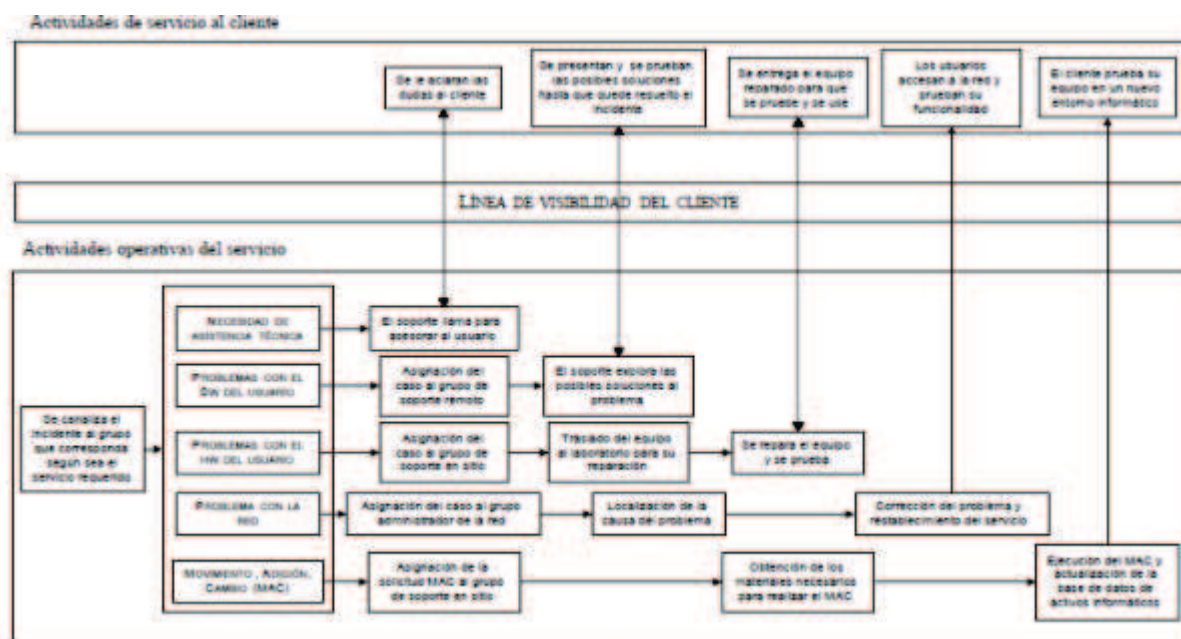 Actividades de servicio al cliente
Se le aclaran las
dudas al cliente
Se presentan y se prueban
las posibles soluciones
hasta que quede resuelto el
incidente
Se entrega el equipo
reparado para que
se pruebe y se use
Los usuarios
accesan a la red y
prueban su
funcionalidad
El cliente prueba su
equipo en un nuevo
entorno informático
LÍNEA DE VISIBILIDAD DEL CLIENTE
Actividades operativas del servicio
Se canaliza el
incidente al grupo
que corresponda
según sea el
servicio requerido
NECESIDAD DE
ASISTENCIA TÉCNICA
El soporte llama para
asesorar al usuario
PROBLEMAS CON EL
SW DEL USUARIO
Asignación del
caso al grupo de
soporte remoto
El soporte explora las
posibles soluciones al
problema
PROBLEMAS CON EL
HW DEL USUARIO
Asignación del
caso al grupo de
soporte en sitio
Traslado del equipo
al laboratorio para su
reparación
Se repara el equipo
y se prueba
PROBLEMA CON LA
RED
Asignación del caso al grupo
administrador de la red
Localización de la
causa del problema
Corrección del problema y
restablecimiento del servicio
MOVIMIENTO, ADICIÓN,
CAMBIO (MAC)
Asignación de la
solicitud MAC al grupo
de soporte en sitio
Obtención de los
materiales necesarios
para realizar el MAC
Ejecución del MAC y
actualización de la
base de datos de
activos informáticos